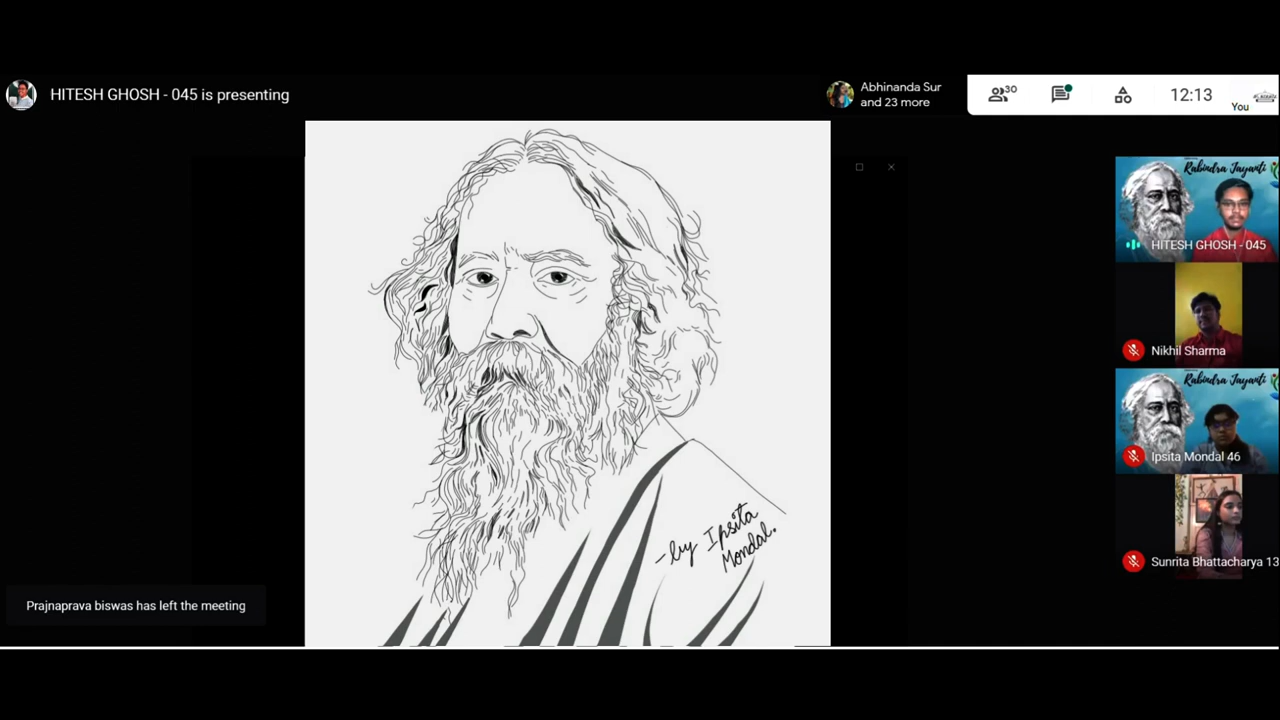 HITESH GHOSH - 045 is presenting
Abhinanda Sur
and 23 more
30
12:13
You
Rabindra Jayanti
HITESH GHOSH - 045
Nikhil Sharma
Rabindra Jayanti
Ipsita Mondal 46
Sunrita Bhattacharya 13
- by Ipsita
Mondal.
Prajnaprava biswas has left the meeting